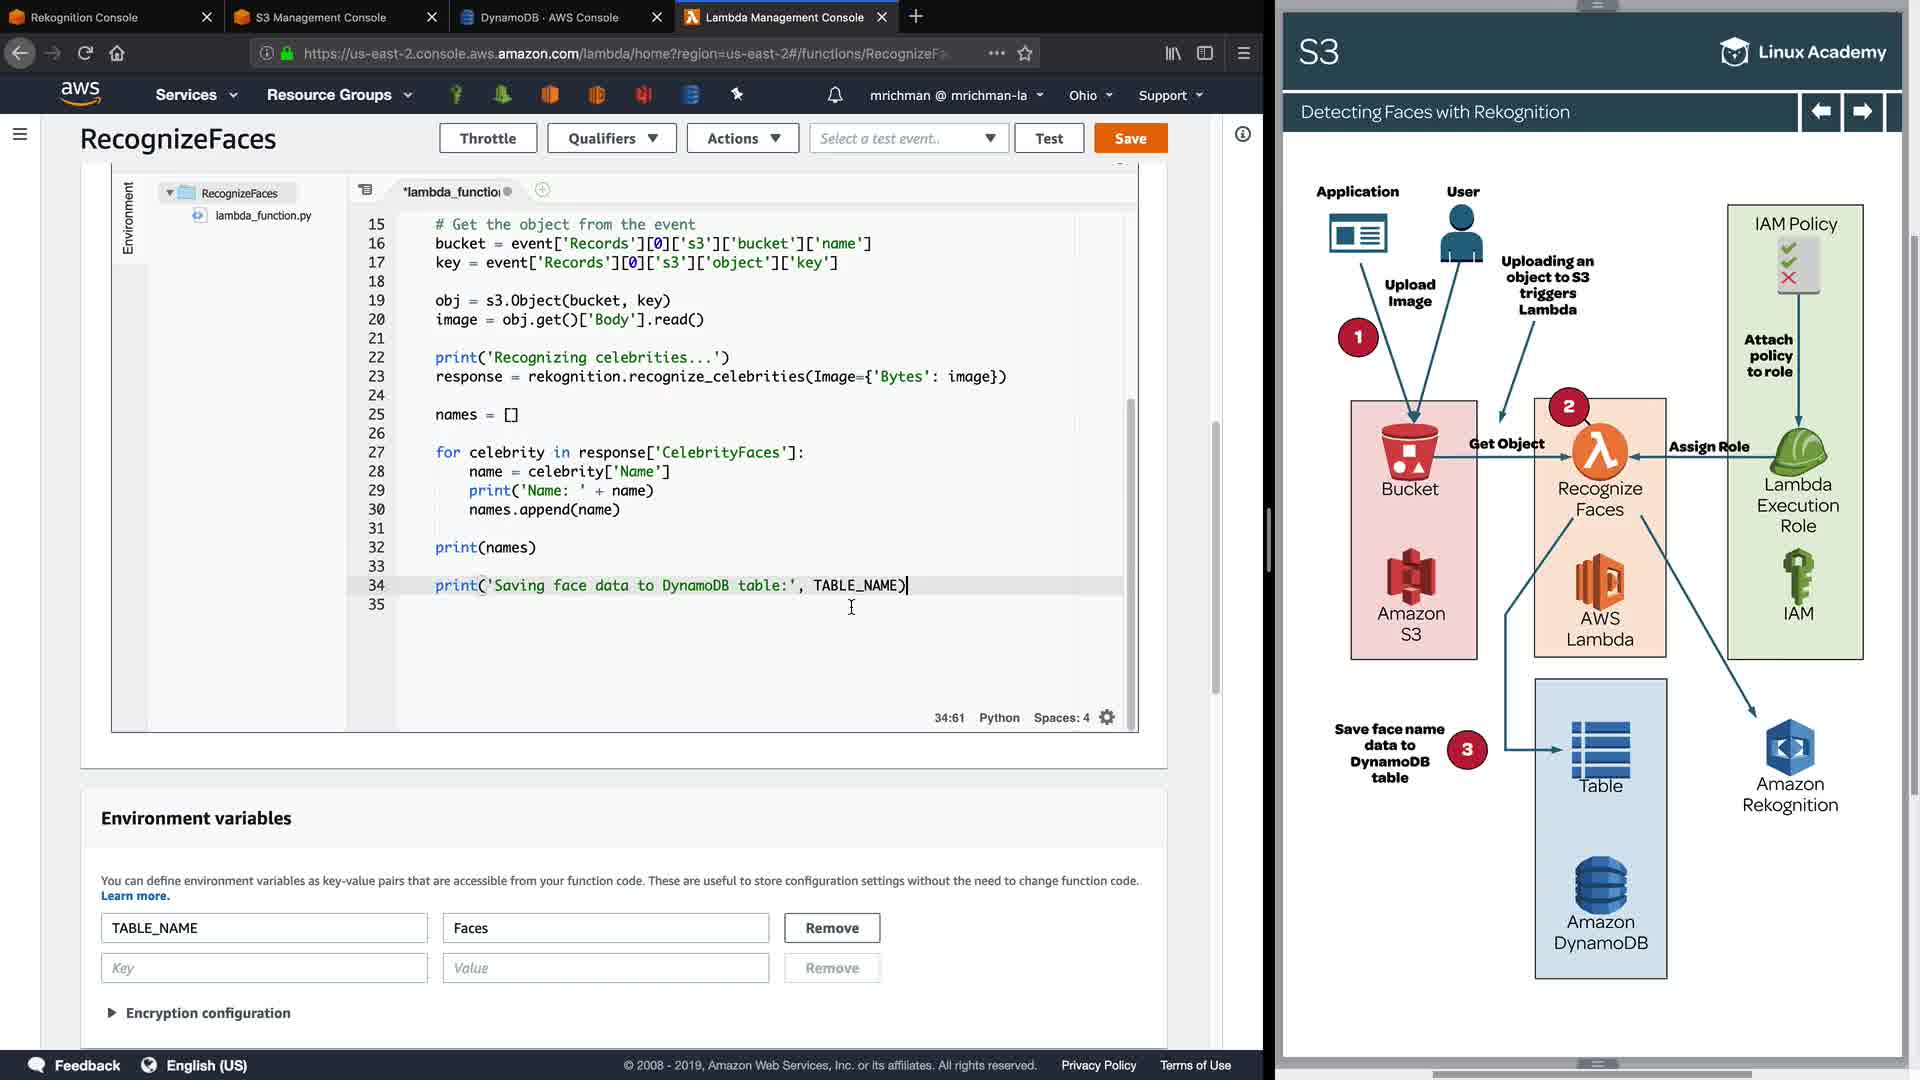 Rekognition Console
S3 Management Console
DynamoDB · AWS Console
Lambda Management Console
https://us-east-2.console.aws.amazon.com/lambda/home?region=us-east-2#/functions/RecognizeFa
aws
Services
Resource Groups
mrichman @ mrichman-la
Ohio
Support
RecognizeFaces
Throttle
Qualifiers
Actions
Select a test event..
Test
Save
Environment
RecognizeFaces
lambda_function.py
*lambda_function
15 # Get the object from the event
16 bucket = event['Records'][0]['s3']['bucket']['name']
17 key = event['Records'][0]['s3']['object']['key']
18
19 obj = s3.Object(bucket, key)
20 image = obj.get()['Body'].read()
21
22 print('Recognizing celebrities...')
23 response = rekognition.recognize_celebrities(Image={'Bytes': image})
24
25 names = []
26
27 for celebrity in response['CelebrityFaces']:
28 name = celebrity['Name']
29 print('Name: ' + name)
30 names.append(name)
31
32 print(names)
33
34 print('Saving face data to DynamoDB table:', TABLE_NAME)
35
34:61 Python Spaces: 4
Environment variables
You can define environment variables as key-value pairs that are accessible from your function code. These are useful to store configuration settings without the need to change function code.
Learn more.
TABLE_NAME
Faces
Remove
Key
Value
Remove
Encryption configuration
Feedback
English (US)
© 2008 - 2019, Amazon Web Services, Inc. or its affiliates. All rights reserved.
Privacy Policy
Terms of Use
S3
Linux Academy
Detecting Faces with Rekognition
Application
User
Upload
Image
Uploading an
object to S3
triggers
Lambda
IAM Policy
Attach
policy
to role
1
2
Get Object
Assign Role
Bucket
Recognize
Faces
Lambda
Execution
Role
Amazon
S3
AWS
Lambda
IAM
Save face name
data to
DynamoDB
table
3
Table
Amazon
Rekognition
Amazon
DynamoDB